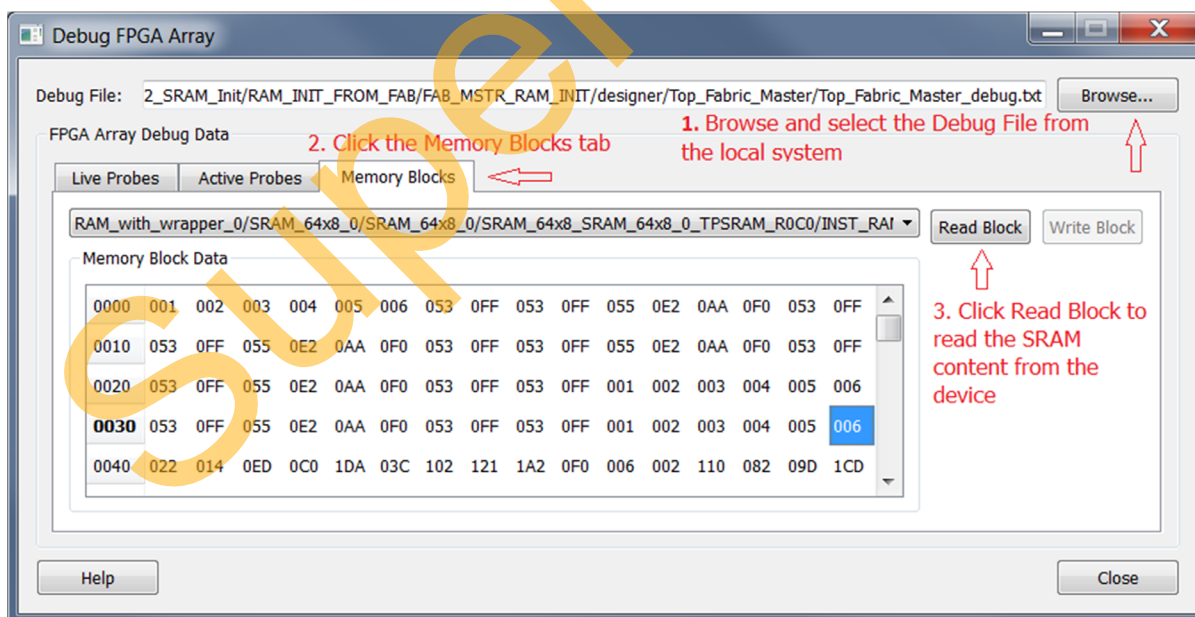 Debug FPGA Array
Debug File: 2_SRAM_Init/RAM_INIT_FROM_FAB/FAB_MSTR_RAM_INIT/designer/Top_Fabric_Master/Top_Fabric_Master_debug.txt Browse...
1. Browse and select the Debug File from
the local system
FPGA Array Debug Data
2. Click the Memory Blocks tab
Live Probes Active Probes Memory Blocks
RAM_with_wrapper_0/SRAM_64x8_0/SRAM_64x8_0/SRAM_64x8_SRAM_64x8_0_TPSRAM_R0C0/INST_RAM Read Block Write Block
Memory Block Data
0000 001 002 003 004 005 006 053 0FF 053 0FF 055 0E2 0AA 0F0 053 0FF
0010 053 0FF 055 0E2 0AA 0F0 053 0FF 053 0FF 055 0E2 0AA 0F0 053 0FF
0020 053 0FF 055 0E2 0AA 0F0 053 0FF 053 0FF 001 002 003 004 005 006
0030 053 0FF 055 0E2 0AA 0F0 053 0FF 053 0FF 001 002 003 004 005 006
0040 022 014 0ED 0C0 1DA 03C 102 121 1A2 0F0 006 002 110 082 09D 1CD
3. Click Read Block to
read the SRAM
content from the
device
Help Close
Super